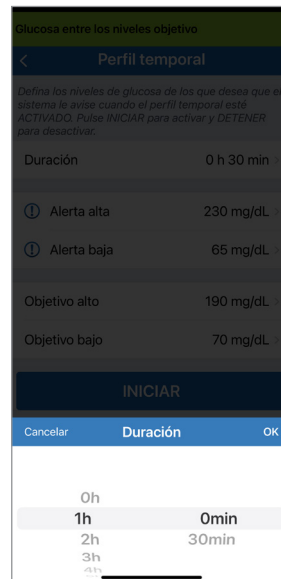 Glucosa entre los niveles objetivo
Perfil temporal
Defina los niveles de glucosa de los que desea que el
sistema le avise cuando el perfil temporal esté
ACTIVADO. Pulse INICIAR para activar y DETENER
para desactivar.
Duración 0 h 30 min
Alerta alta 230 mg/dL
Alerta baja 65 mg/dL
Objetivo alto 190 mg/dL
Objetivo bajo 70 mg/dL
INICIAR
Cancelar Duración OK
0h
1h 0min
2h 30min
3h
4h